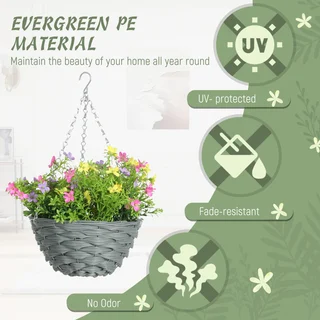 EVERGREEN PE
MATERIAL
Maintain the beauty of your home all year round
UV
UV- protected
Fade-resistant
No Odor